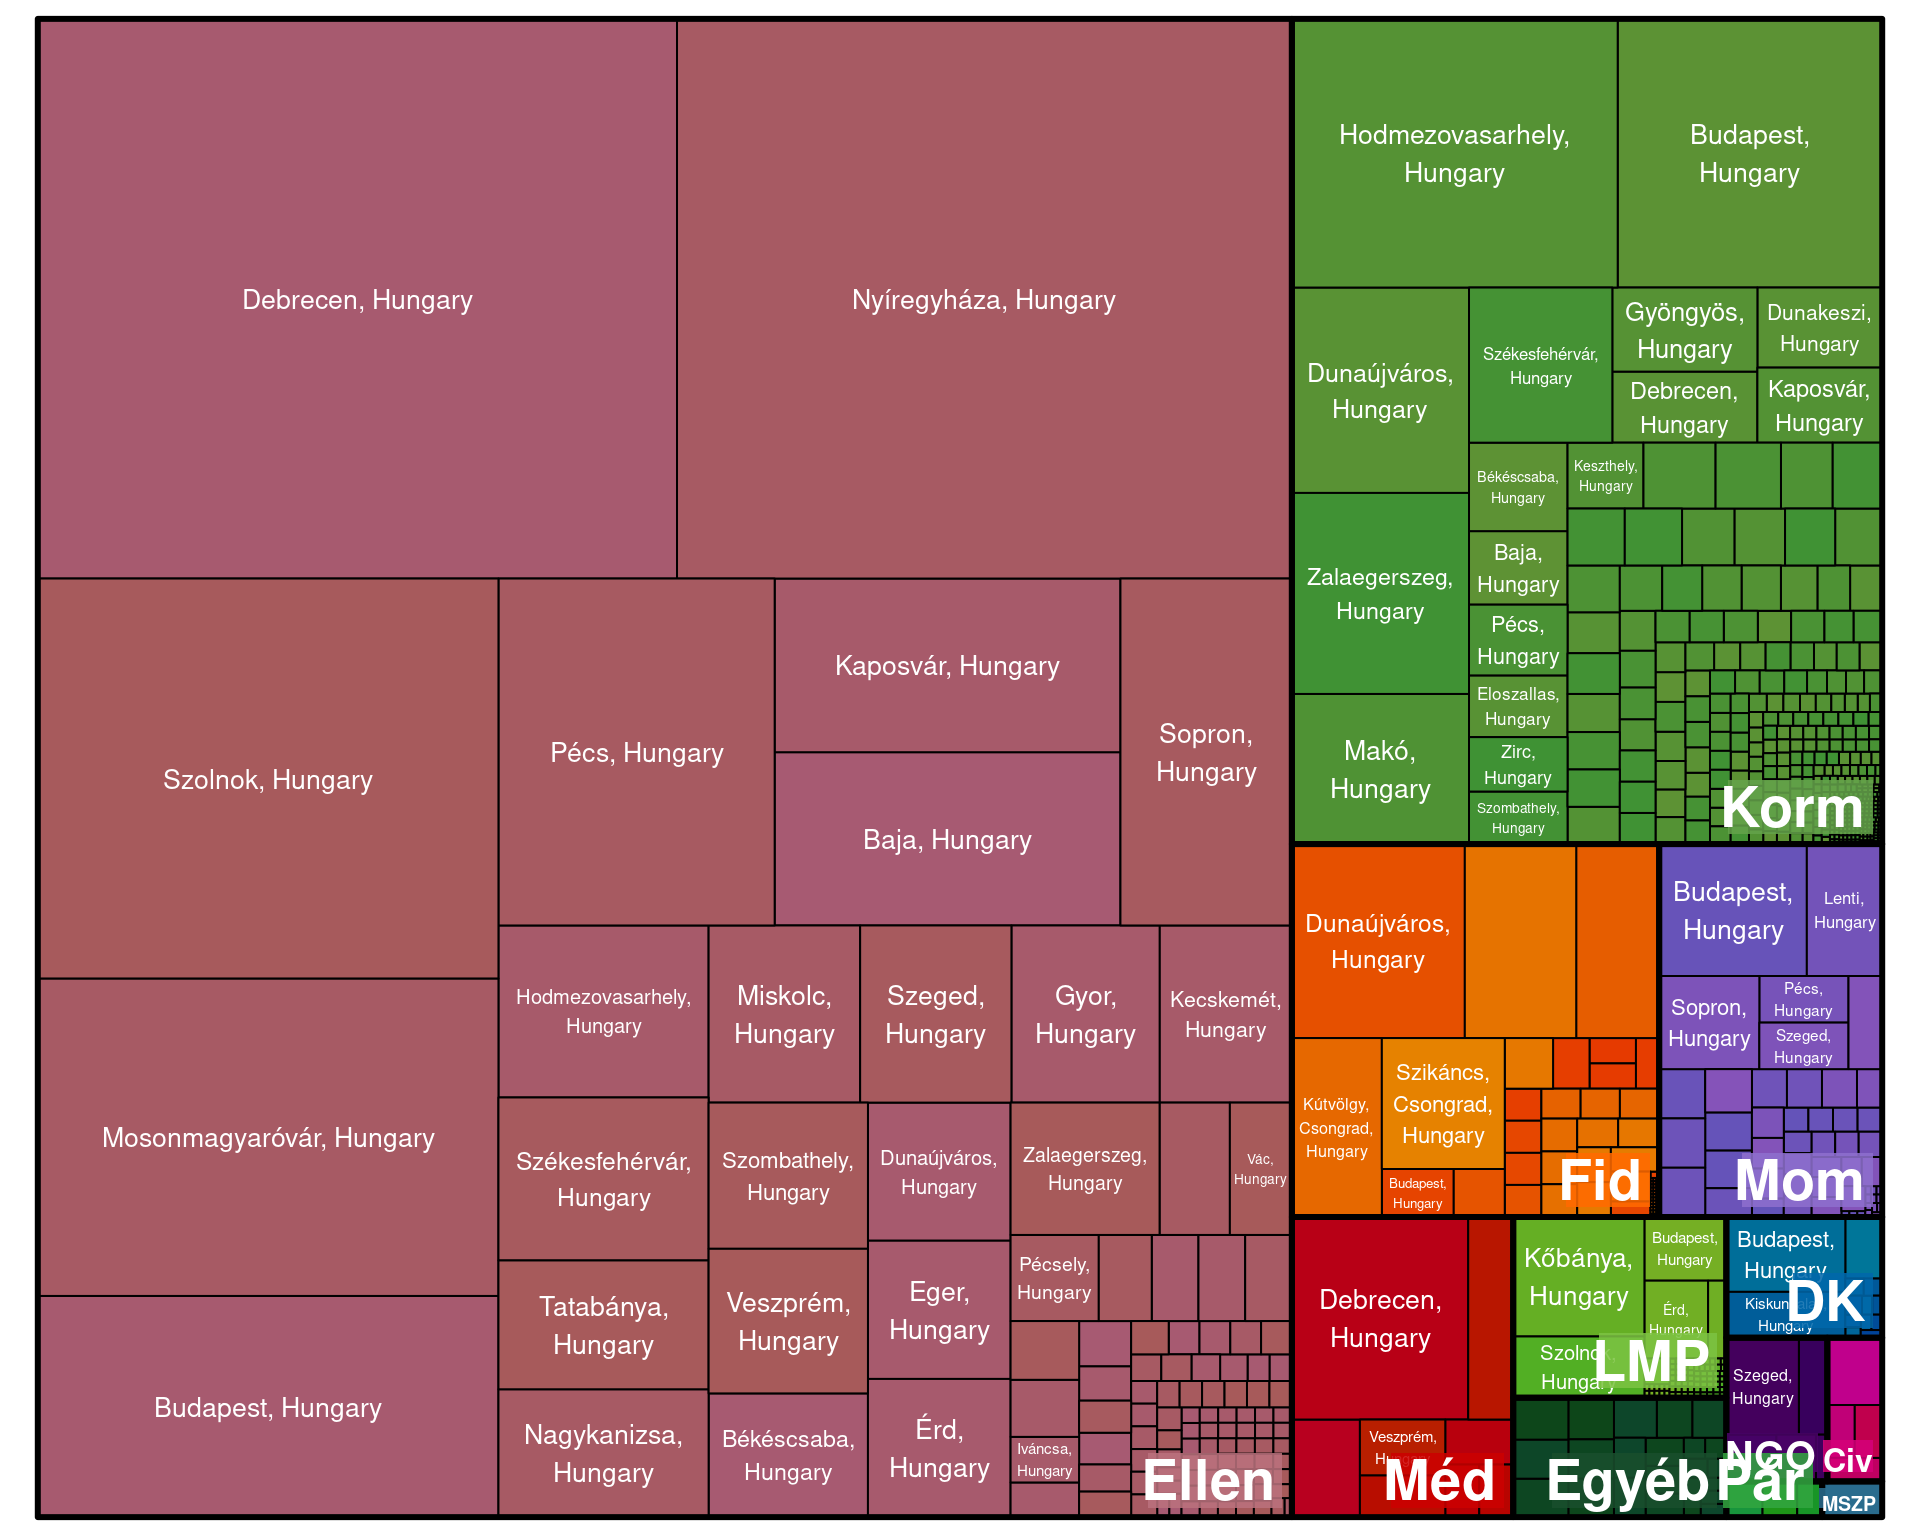 Debrecen, Hungary
Nyíregyháza, Hungary
Szolnok, Hungary
Pécs, Hungary
Kaposvár, Hungary
Baja, Hungary
Sopron,
Hungary
Mosonmagyaróvár, Hungary
Budapest, Hungary
Hodmezovasarhely,
Hungary
Miskolc,
Hungary
Szeged,
Hungary
Gyor,
Hungary
Kecskemét,
Hungary
Székesfehérvár,
Hungary
Szombathely,
Hungary
Dunaújváros,
Hungary
Zalaegerszeg,
Hungary
Vác,
Hungary
Tatabánya,
Hungary
Veszprém,
Hungary
Eger,
Hungary
Pécsely,
Hungary
Nagykanizsa,
Hungary
Békéscsaba,
Hungary
Érd,
Hungary
Iváncsa,
Hungary
Ellen
Hodmezovasarhely,
Hungary
Budapest,
Hungary
Dunaújváros,
Hungary
Székesfehérvár,
Hungary
Gyöngyös,
Hungary
Dunakeszi,
Hungary
Debrecen,
Hungary
Kaposvár,
Hungary
Békéscsaba,
Hungary
Keszthely,
Hungary
Zalaegerszeg,
Hungary
Baja,
Hungary
Pécs,
Hungary
Eloszallas,
Hungary
Makó,
Hungary
Zirc,
Hungary
Szombathely,
Hungary
Korm
Dunaújváros,
Hungary
Kútvölgy,
Csongrad,
Hungary
Szikáncs,
Csongrad,
Hungary
Budapest,
Hungary
Fid
Budapest,
Hungary
Lenti,
Hungary
Sopron,
Hungary
Pécs,
Hungary
Szeged,
Hungary
Mom
Debrecen,
Hungary
Veszprém,
Méd
Kőbánya,
Hungary
Budapest,
Hungary
Érd,
Hungary
Szolnok,
Hungary
LMP
Budapest,
Hungary
Hungary
DK
Szeged,
Hungary
NGO
Civ
Egyéb
Pár
MSZP